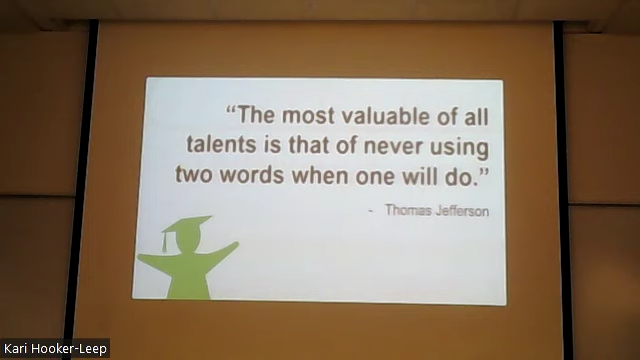 “The most valuable of all
talents is that of never using
two words when one will do.”
- Thomas Jefferson
Kari Hooker-Leep